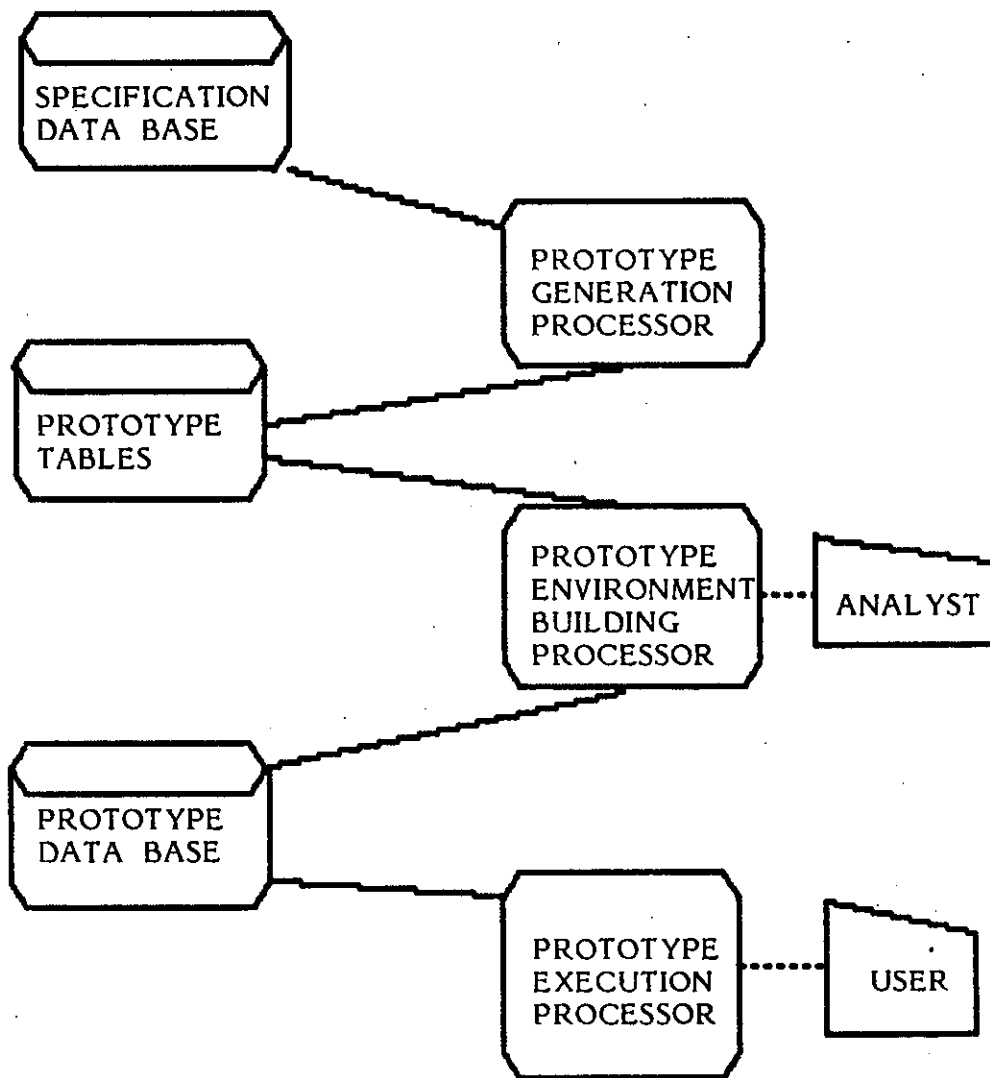 SPECIFICATION
DATA BASE
PROTOTYPE
GENERATION
PROCESSOR
PROTOTYPE
TABLES
PROTOTYPE
ENVIRONMENT
BUILDING
PROCESSOR
ANALYST
PROTOTYPE
DATA BASE
PROTOTYPE
EXECUTION
PROCESSOR
USER